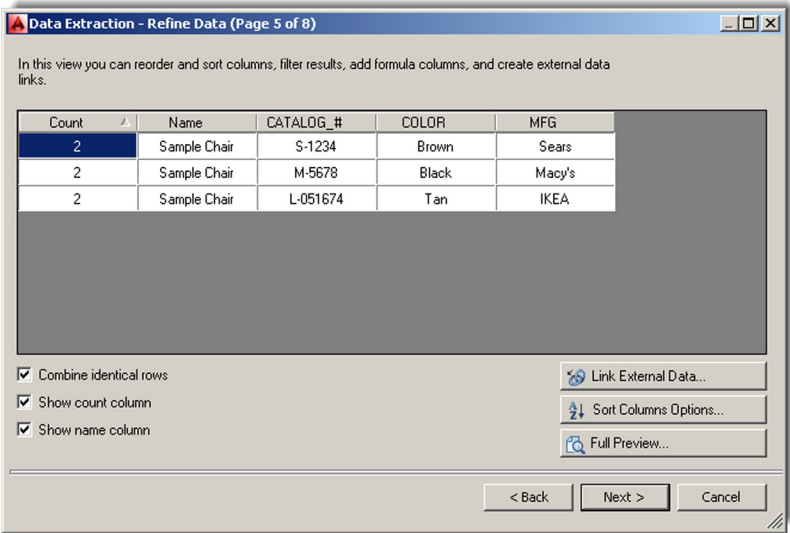 Data Extraction - Refine Data (Page 5 of 8)
In this view you can reorder and sort columns, filter results, add formula columns, and create external data
links.
Count Name CATALOG_# COLOR MFG
2 Sample Chair S-1234 Brown Sears
2 Sample Chair M-5678 Black Macy's
2 Sample Chair L-051674 Tan IKEA
Combine identical rows
Link External Data...
Show count column
Sort Columns Options...
Show name column
Full Preview...
< Back Next > Cancel